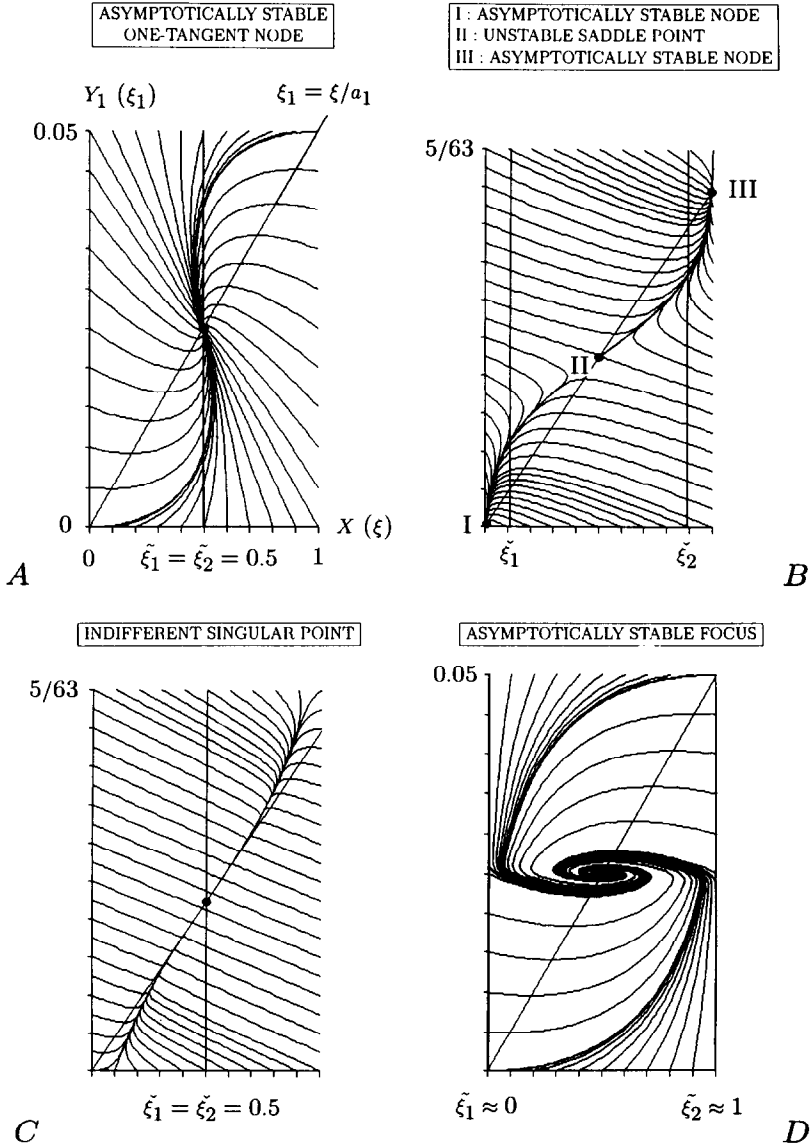 ASYMPTOTICALLY STABLE
ONE-TANGENT NODE
Y₁ (ξ₁)
ξ₁ = ξ/a₁
0.05
0
X (ξ)
0
ξ̃₁ = ξ̃₂ = 0.5
1
A
I : ASYMPTOTICALLY STABLE NODE
II : UNSTABLE SADDLE POINT
III : ASYMPTOTICALLY STABLE NODE
5/63
III
II
I
ξ̌₁
ξ̌₂
B
INDIFFERENT SINGULAR POINT
5/63
ξ̌₁ = ξ̌₂ = 0.5
C
ASYMPTOTICALLY STABLE FOCUS
0.05
ξ̃₁ ≈ 0
ξ̃₂ ≈ 1
D